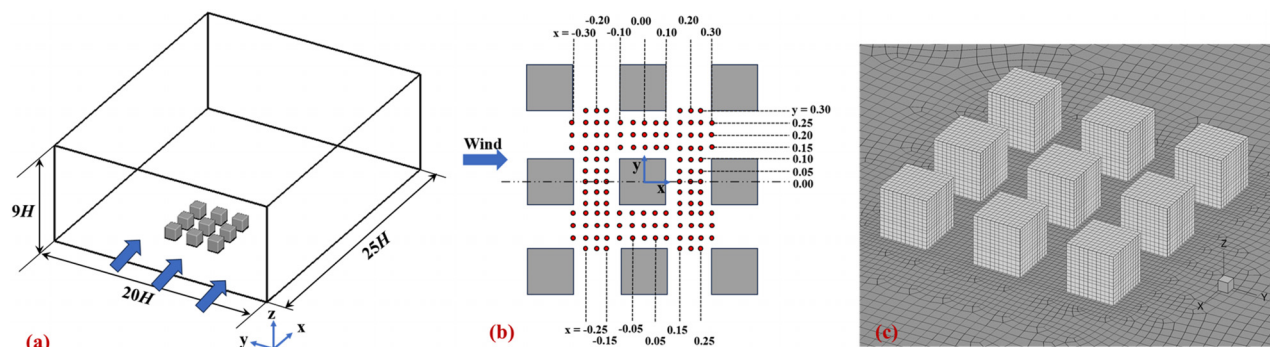 9H
20H
25H
z
x
y
(a)
-0.20 0.00 0.20
x = -0.30 -0.10 0.10 0.30
Wind
y = 0.30
0.25
0.20
0.15
0.10
0.05
0.00
y
x
x = -0.25 -0.05 0.15
-0.15 0.05 0.25
(b)
Z
X
Y
(c)